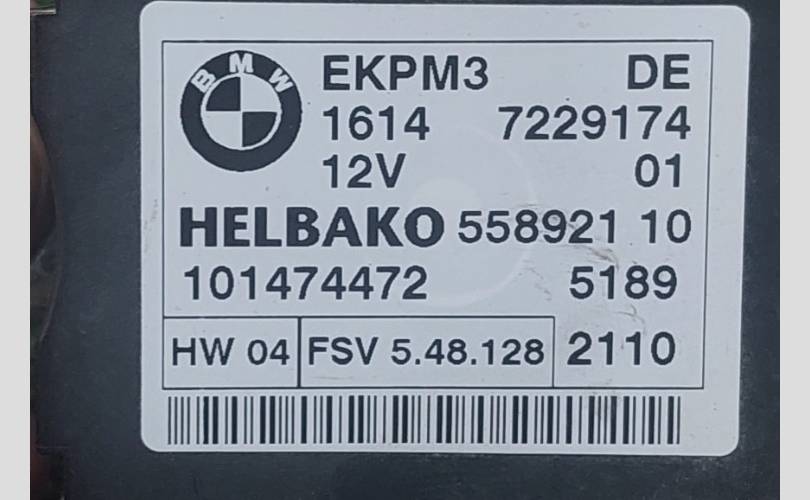 BMW
EKPM3 DE
1614 7229174
12V 01
HELBAKO 558921 10
101474472 5189
HW 04 FSV 5.48.128 2110